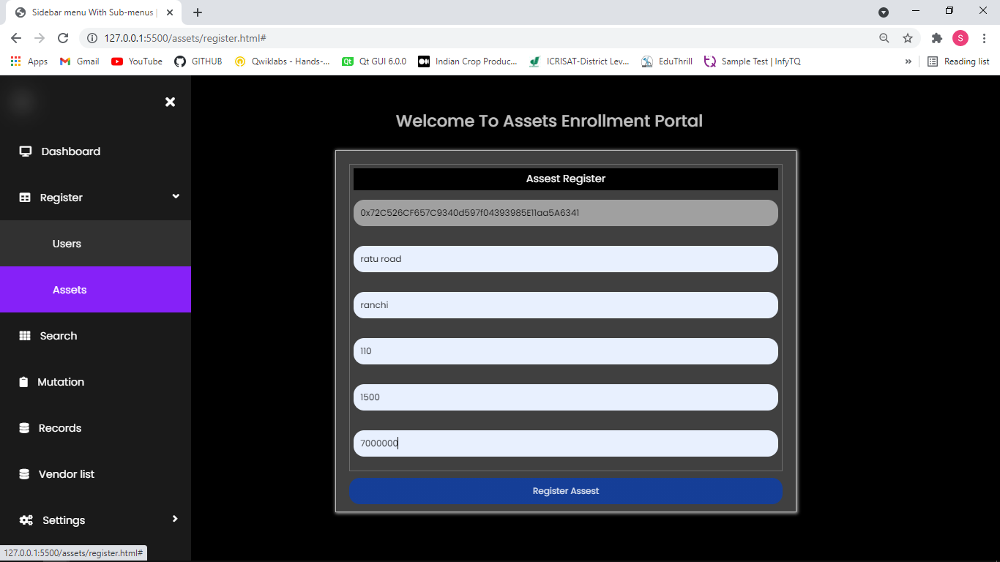 Sidebar menu With Sub-menus |
127.0.0.1:5500/assets/register.html#
S
Apps
Gmail
YouTube
GITHUB
Qwiklabs - Hands-...
Qt
Qt GUI 6.0.0
Indian Crop Produc...
ICRISAT-District Lev...
EduThrill
Sample Test | InfyTQ
»
Reading list
Dashboard
Register
Users
Assets
Search
Mutation
Records
Vendor list
Settings
Welcome To Assets Enrollment Portal
Assest Register
0x72C526CF657C9340d597f04393985E11aa5A6341
ratu road
ranchi
110
1500
7000000
Register Assest
127.0.0.1:5500/assets/register.html#